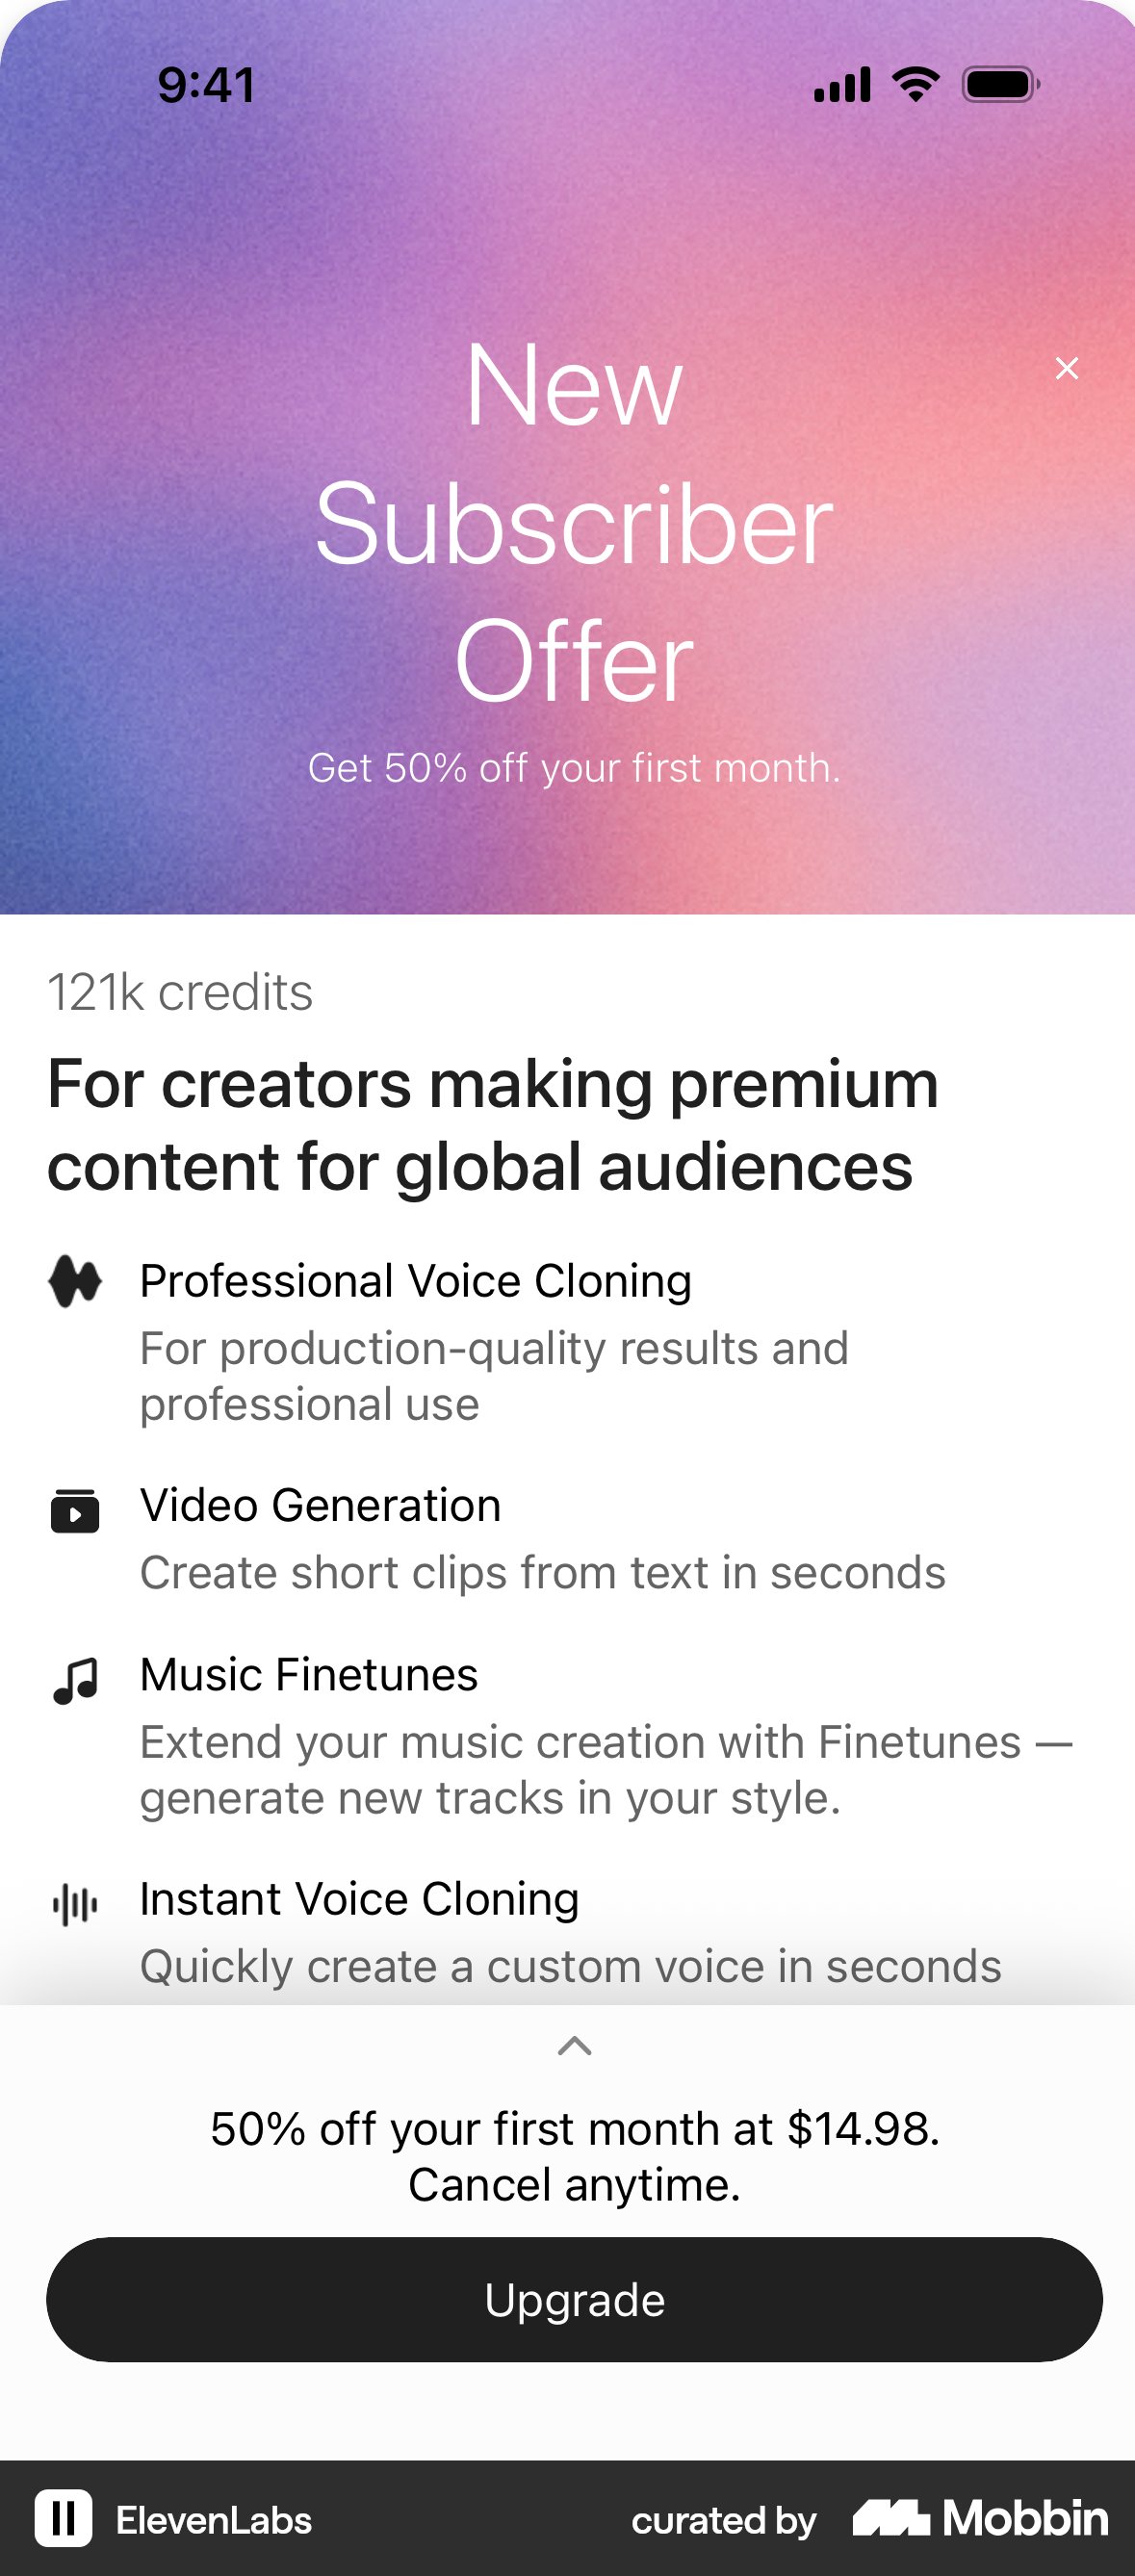 9:41
New
Subscriber
Offer
Get 50% off your first month.
121k credits
For creators making premium
content for global audiences
Professional Voice Cloning
For production-quality results and
professional use
Video Generation
Create short clips from text in seconds
Music Finetunes
Extend your music creation with Finetunes —
generate new tracks in your style.
Instant Voice Cloning
Quickly create a custom voice in seconds
50% off your first month at $14.98.
Cancel anytime.
Upgrade
ElevenLabs
curated by Mobbin